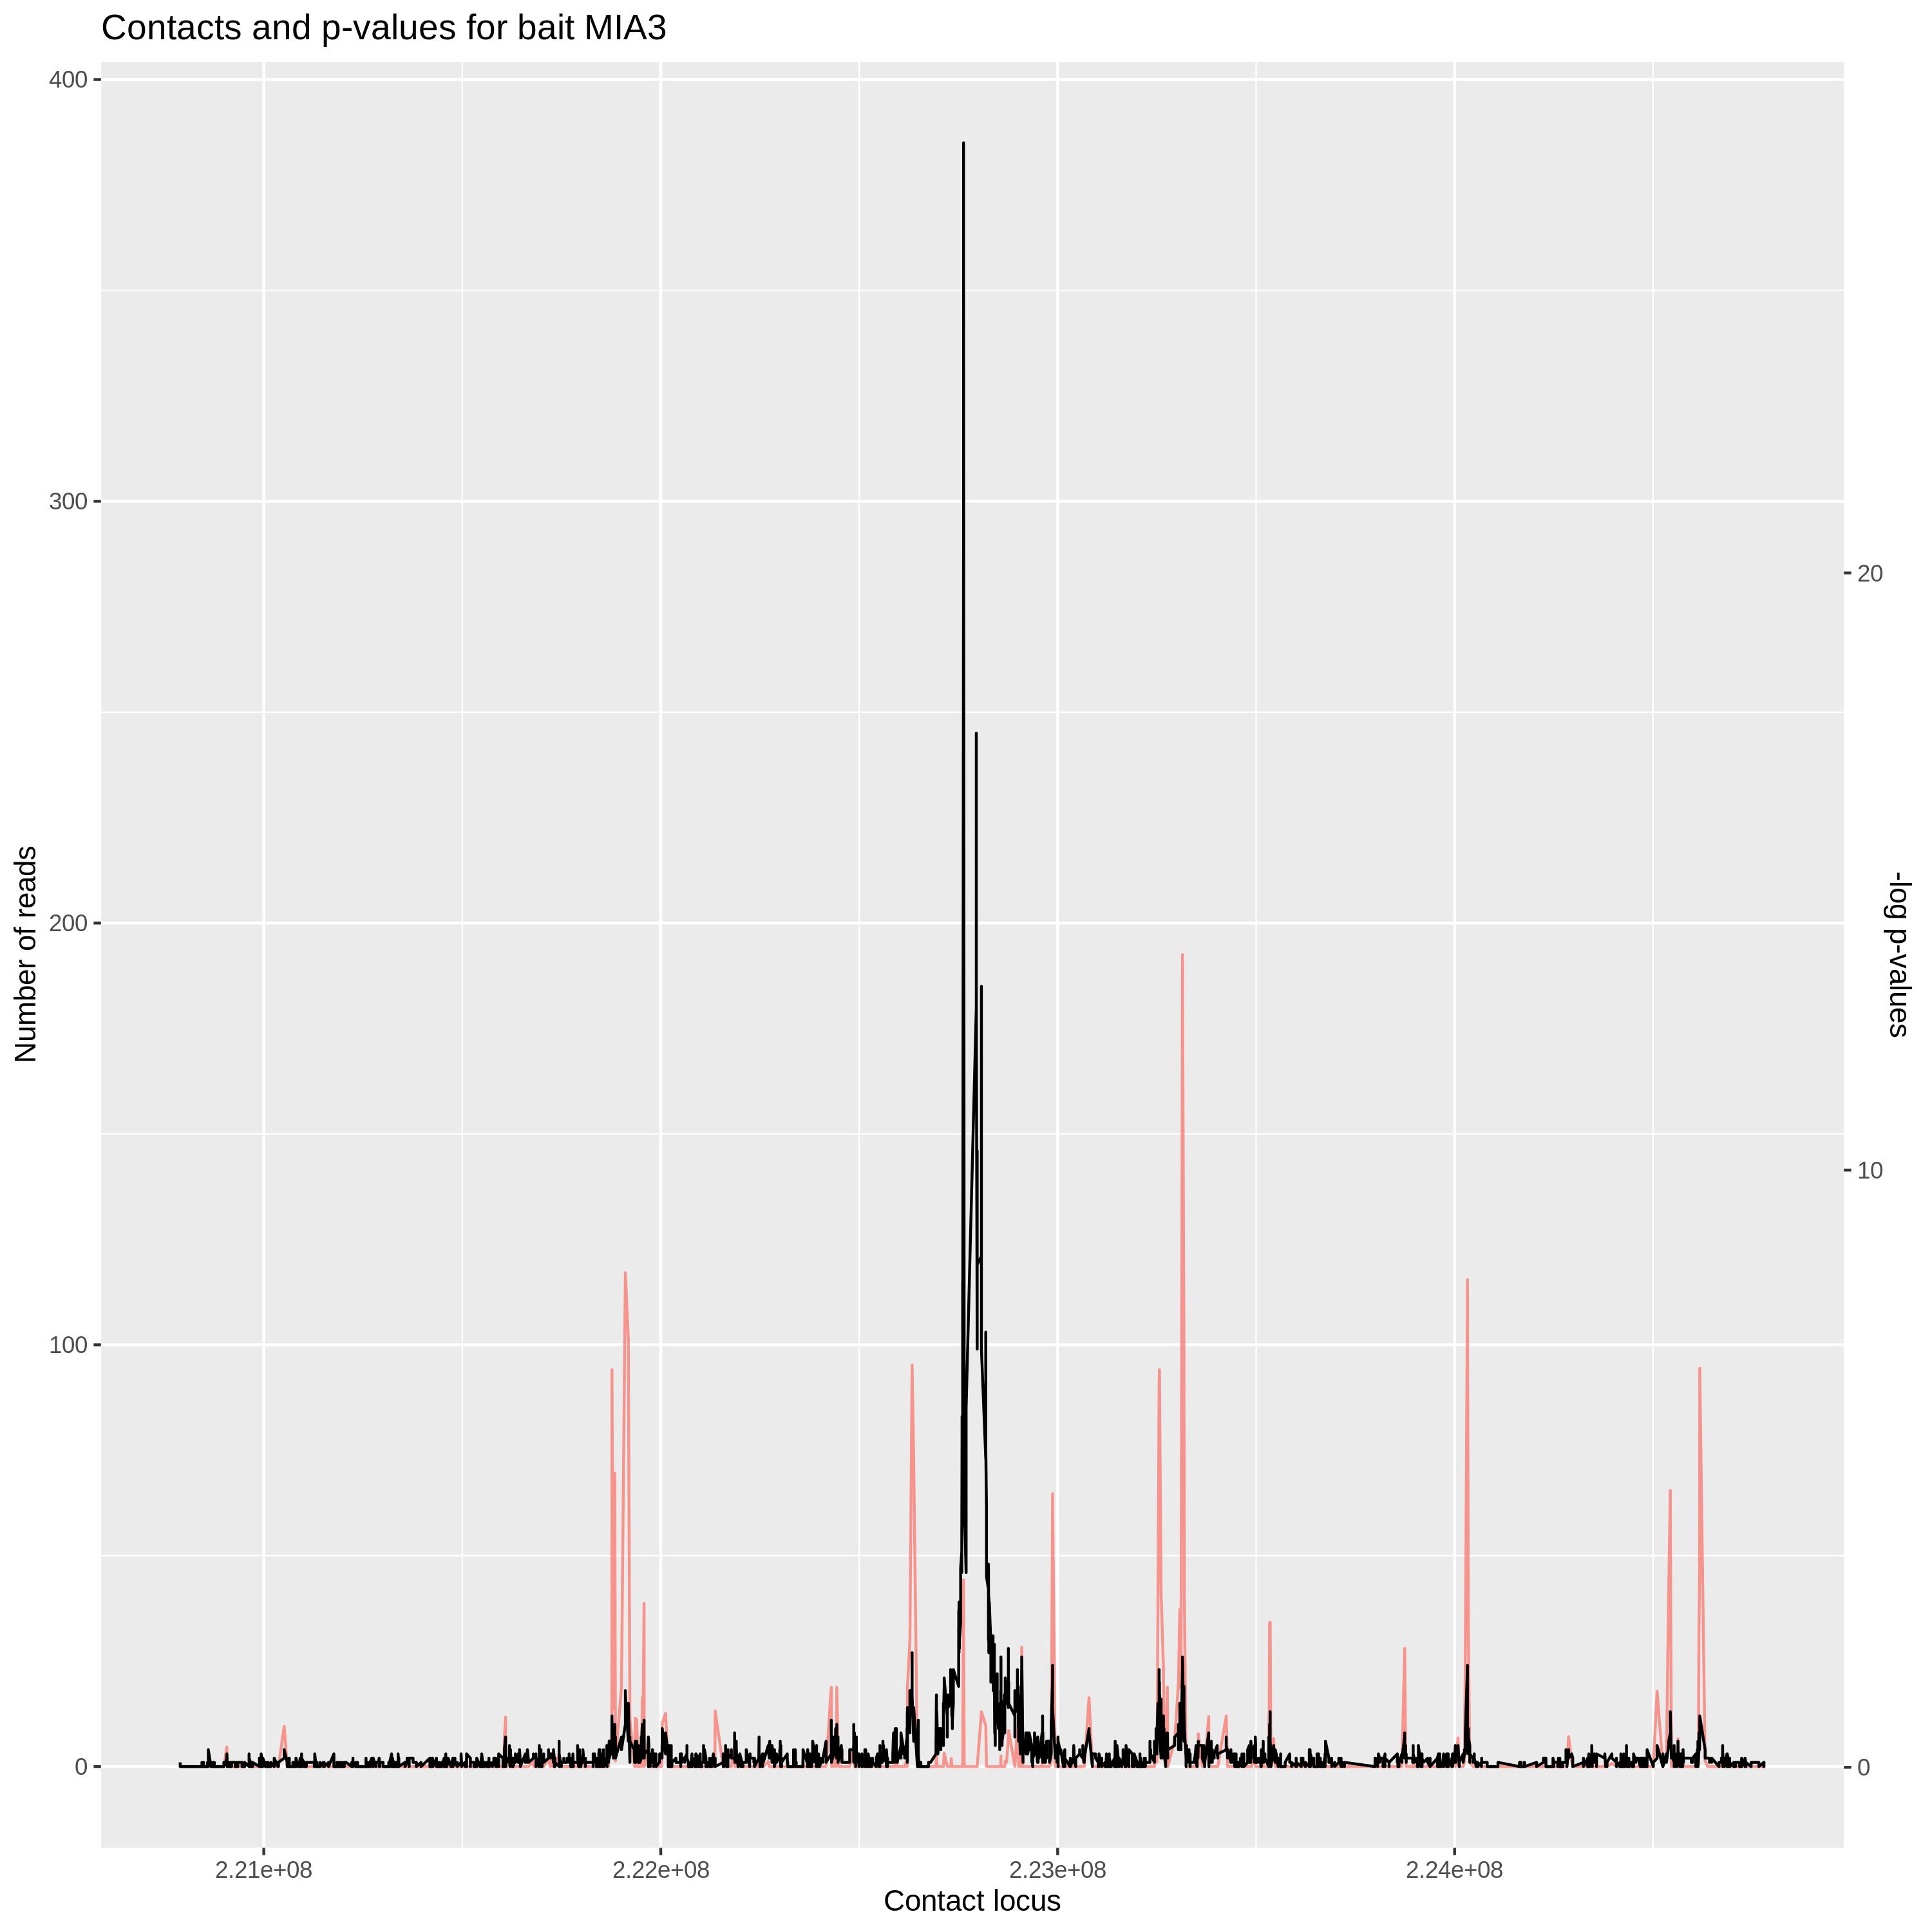 Contacts and p-values for bait MIA3
400
300
200
100
0
Number of reads
20
10
0
-log p-values
2.21e+08 2.22e+08 2.23e+08 2.24e+08
Contact locus